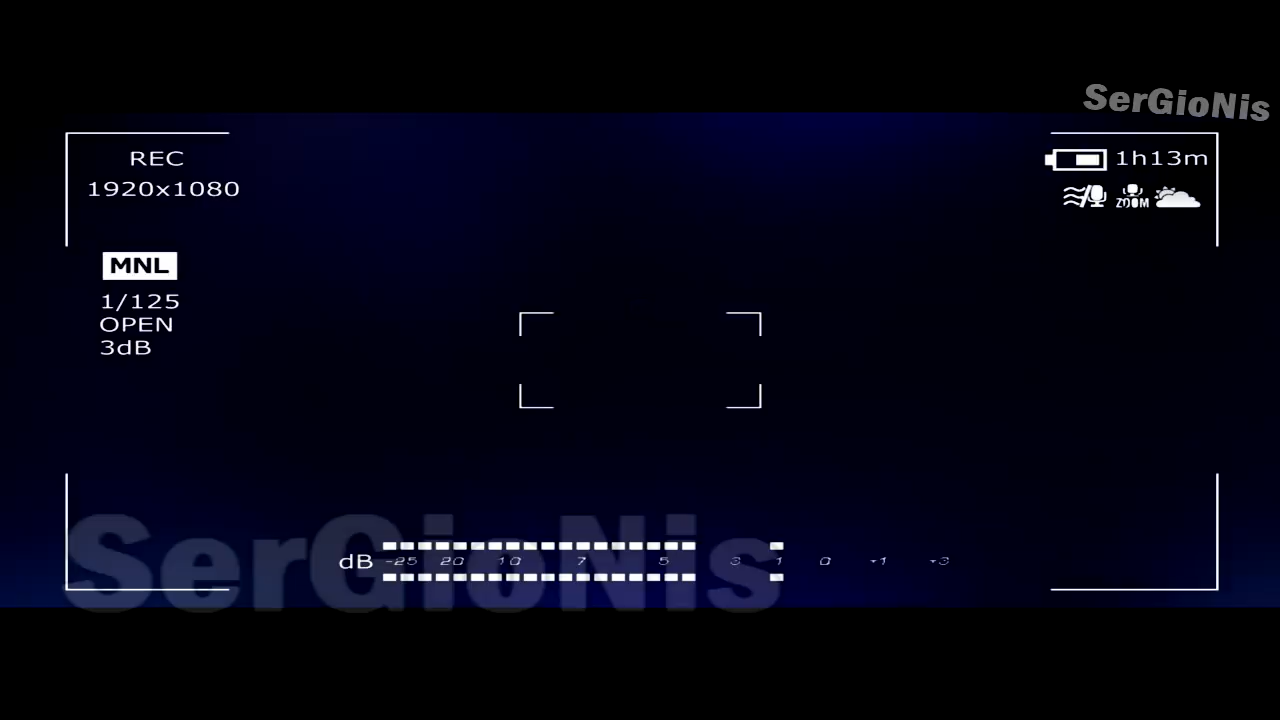 SerGioNis
REC
1h13m
1920x1080
ZOOM
MNL
1/125
OPEN
3dB
SerGioNis
dB -25 20 10 7 5 3 1 0 +1 +3